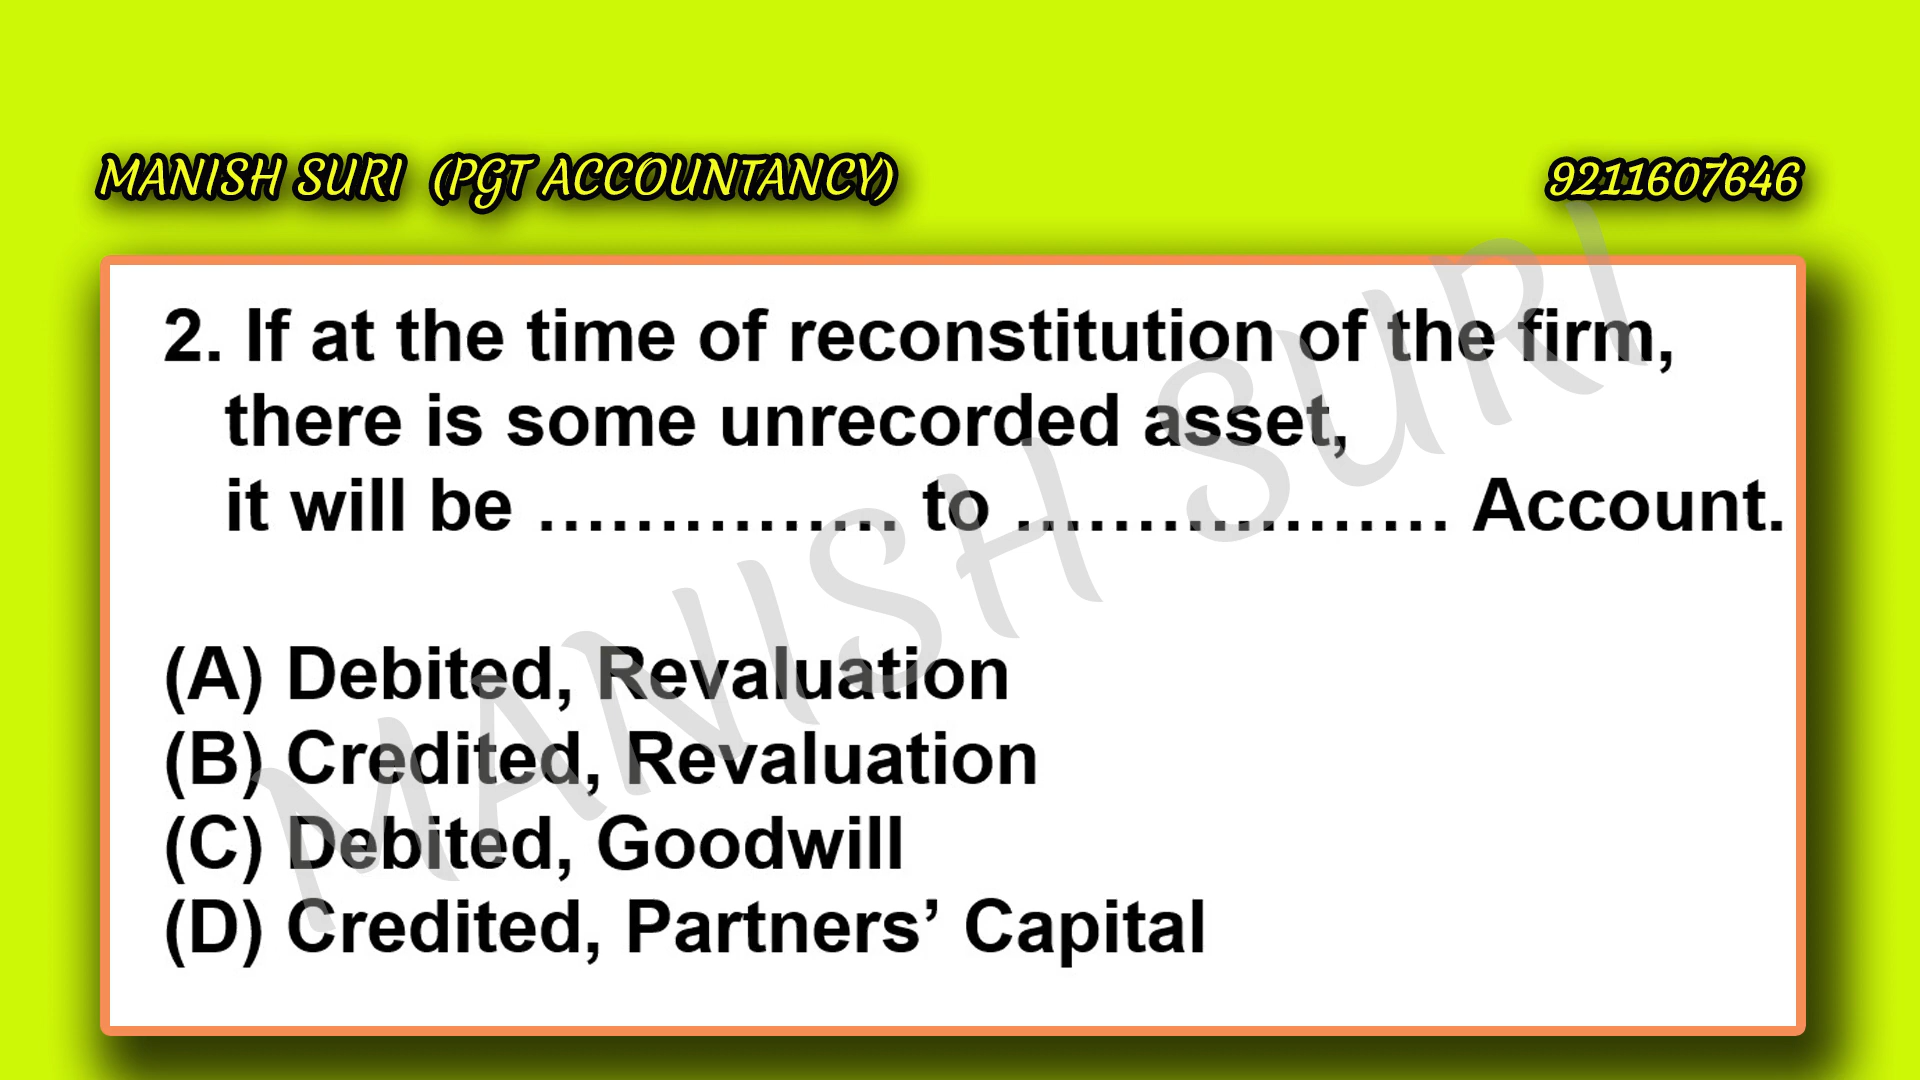 MANISH SURI (PGT ACCOUNTANCY) 9211607646
2. If at the time of reconstitution of the firm,
there is some unrecorded asset,
it will be …………… to ……………… Account.
(A) Debited, Revaluation
(B) Credited, Revaluation
(C) Debited, Goodwill
(D) Credited, Partners’ Capital
MANISH SURI